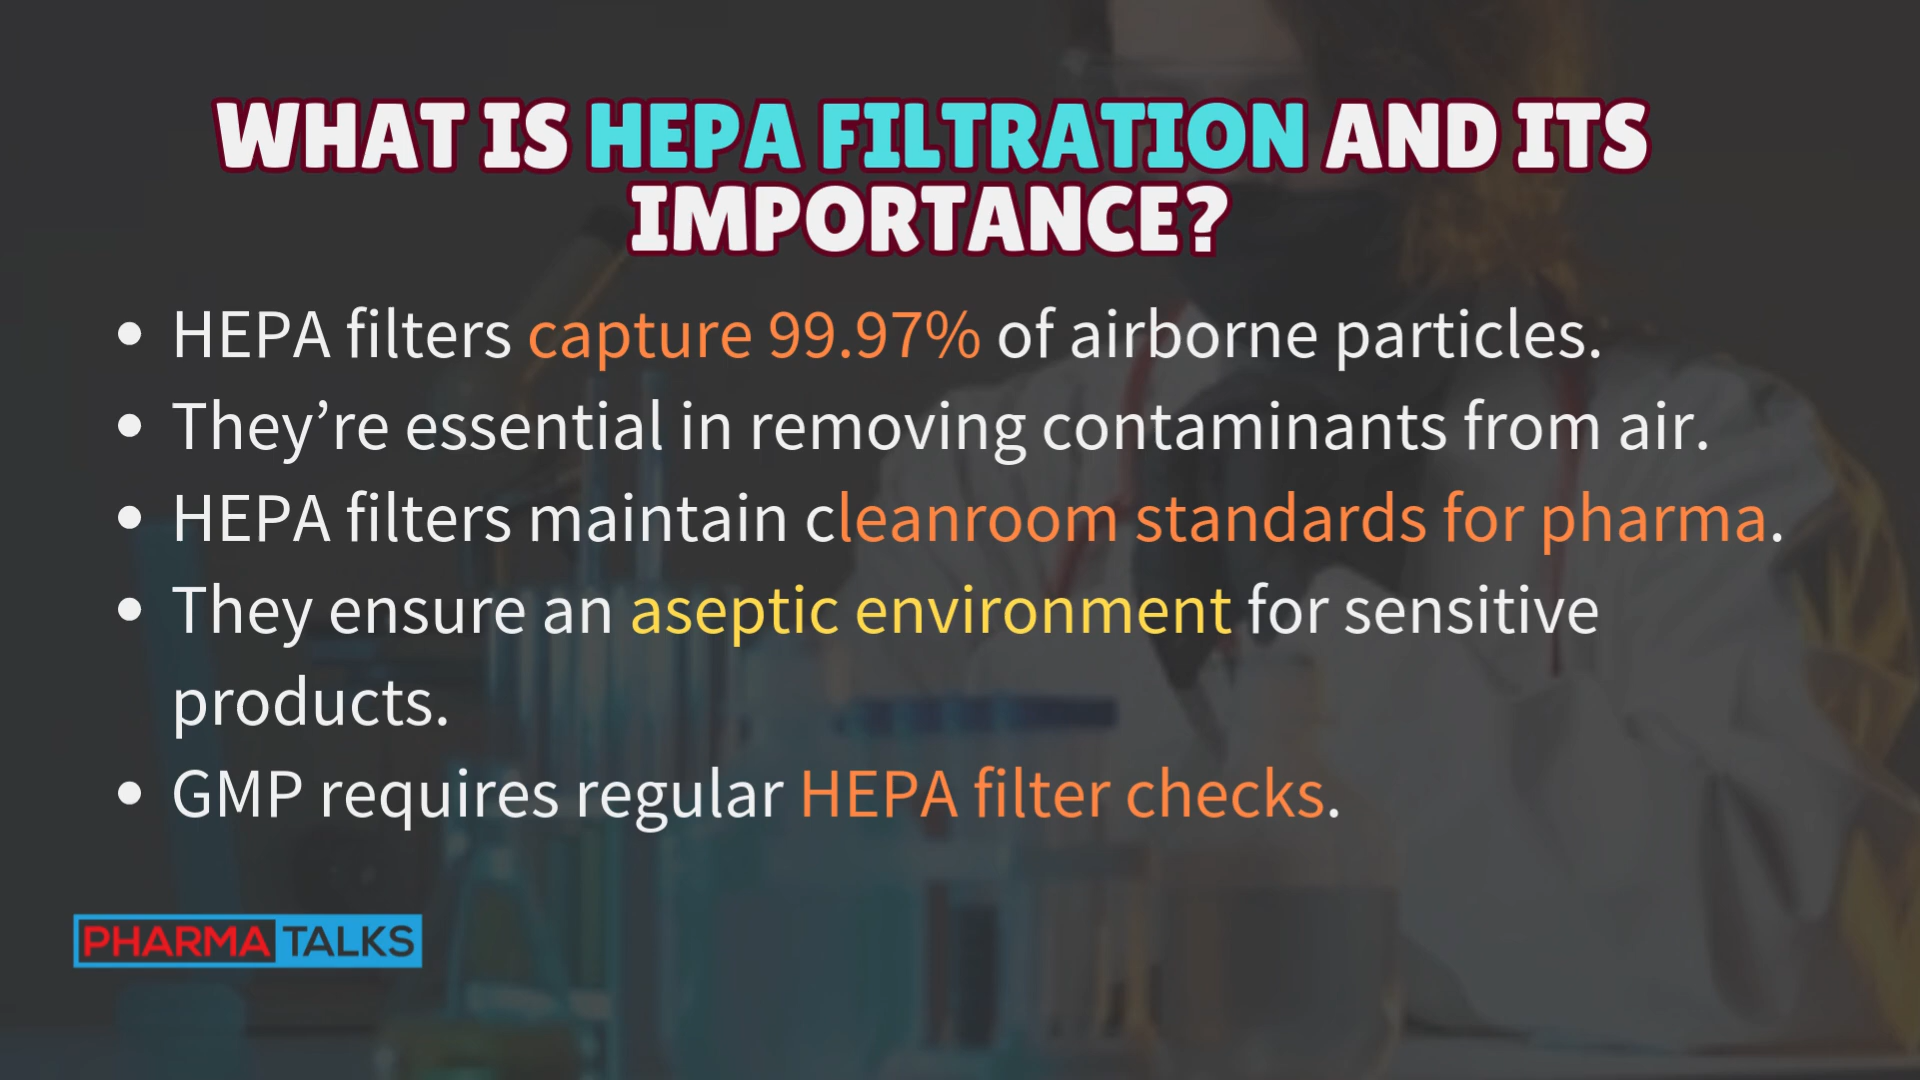 WHAT IS HEPA FILTRATION AND ITS
IMPORTANCE?
• HEPA filters capture 99.97% of airborne particles.
• They’re essential in removing contaminants from air.
• HEPA filters maintain cleanroom standards for pharma.
• They ensure an aseptic environment for sensitive
products.
• GMP requires regular HEPA filter checks.
PHARMA TALKS